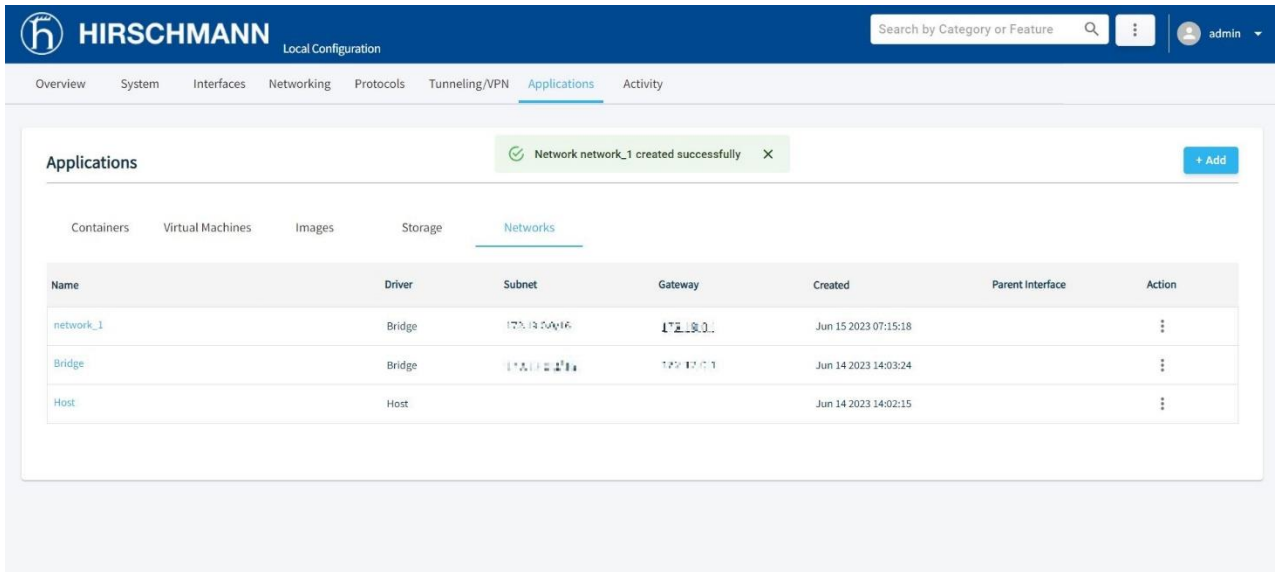 HIRSCHMANN
Local Configuration
Search by Category or Feature
admin
Overview System Interfaces Networking Protocols Tunneling/VPN Applications Activity
Network network_1 created successfully
Applications
+ Add
Containers Virtual Machines Images Storage Networks
Name Driver Subnet Gateway Created Parent Interface Action
network_1 Bridge Jun 15 2023 07:15:18
Bridge Bridge Jun 14 2023 14:03:24
Host Host Jun 14 2023 14:02:15